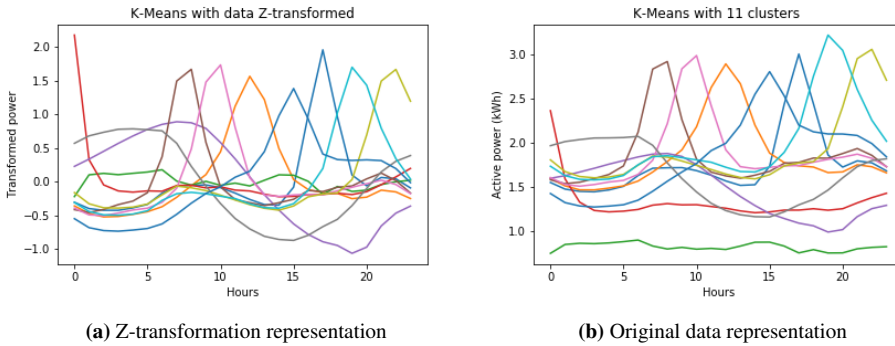 K-Means with data Z-transformed
2.0
1.5
1.0
0.5
0.0
−0.5
−1.0
Transformed power
0
5
10
15
20
Hours
(a) Z-transformation representation
K-Means with 11 clusters
3.0
2.5
2.0
1.5
1.0
Active power (kWh)
0
5
10
15
20
Hours
(b) Original data representation